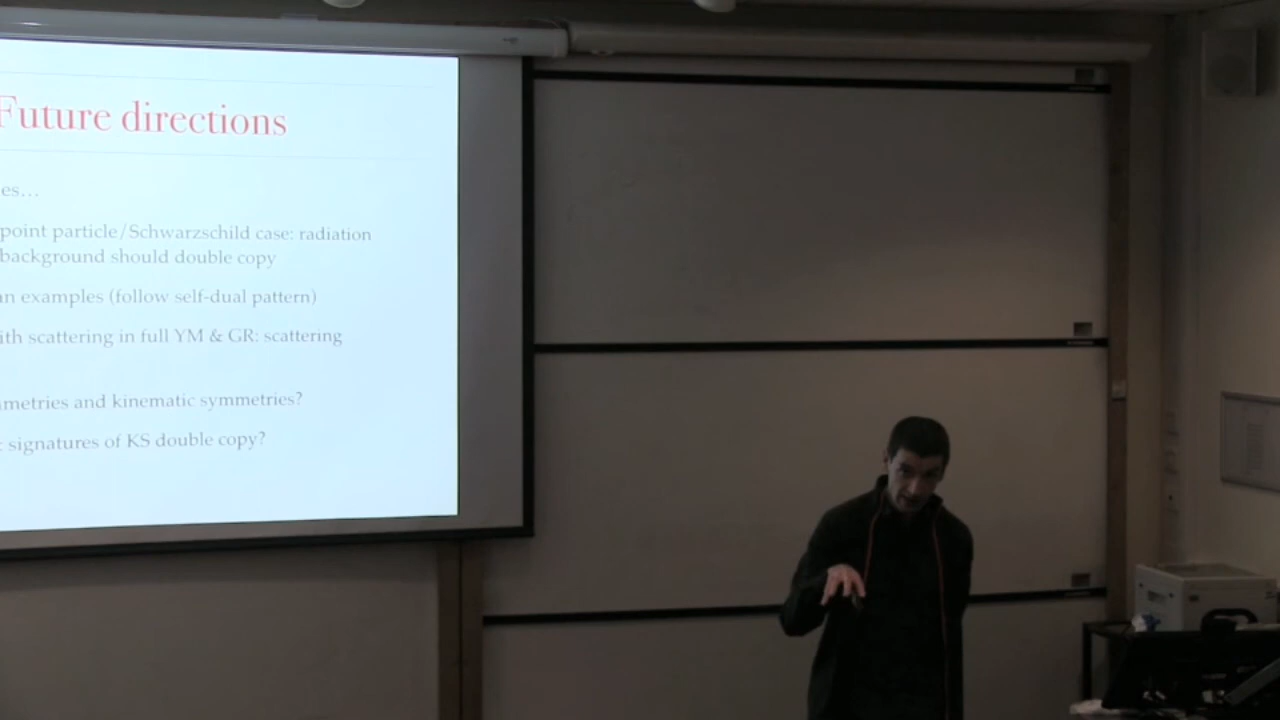 Future directions
es…
point particle/Schwarzschild case: radiation
background should double copy
an examples (follow self-dual pattern)
ith scattering in full YM & GR: scattering
mmetries and kinematic symmetries?
signatures of KS double copy?